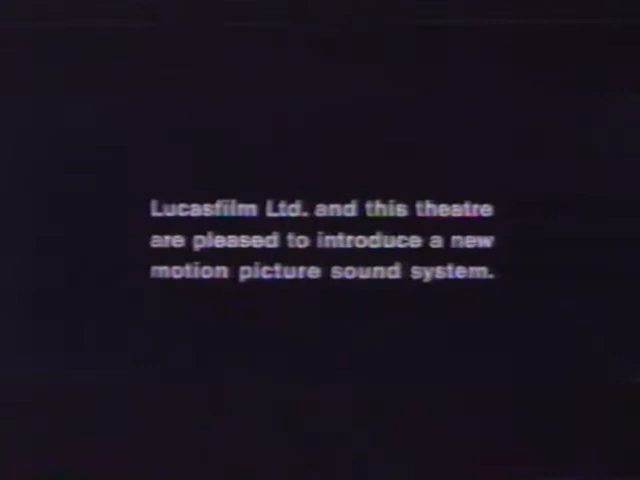 Lucasfilm Ltd. and this theatre
are pleased to introduce a new
motion picture sound system.